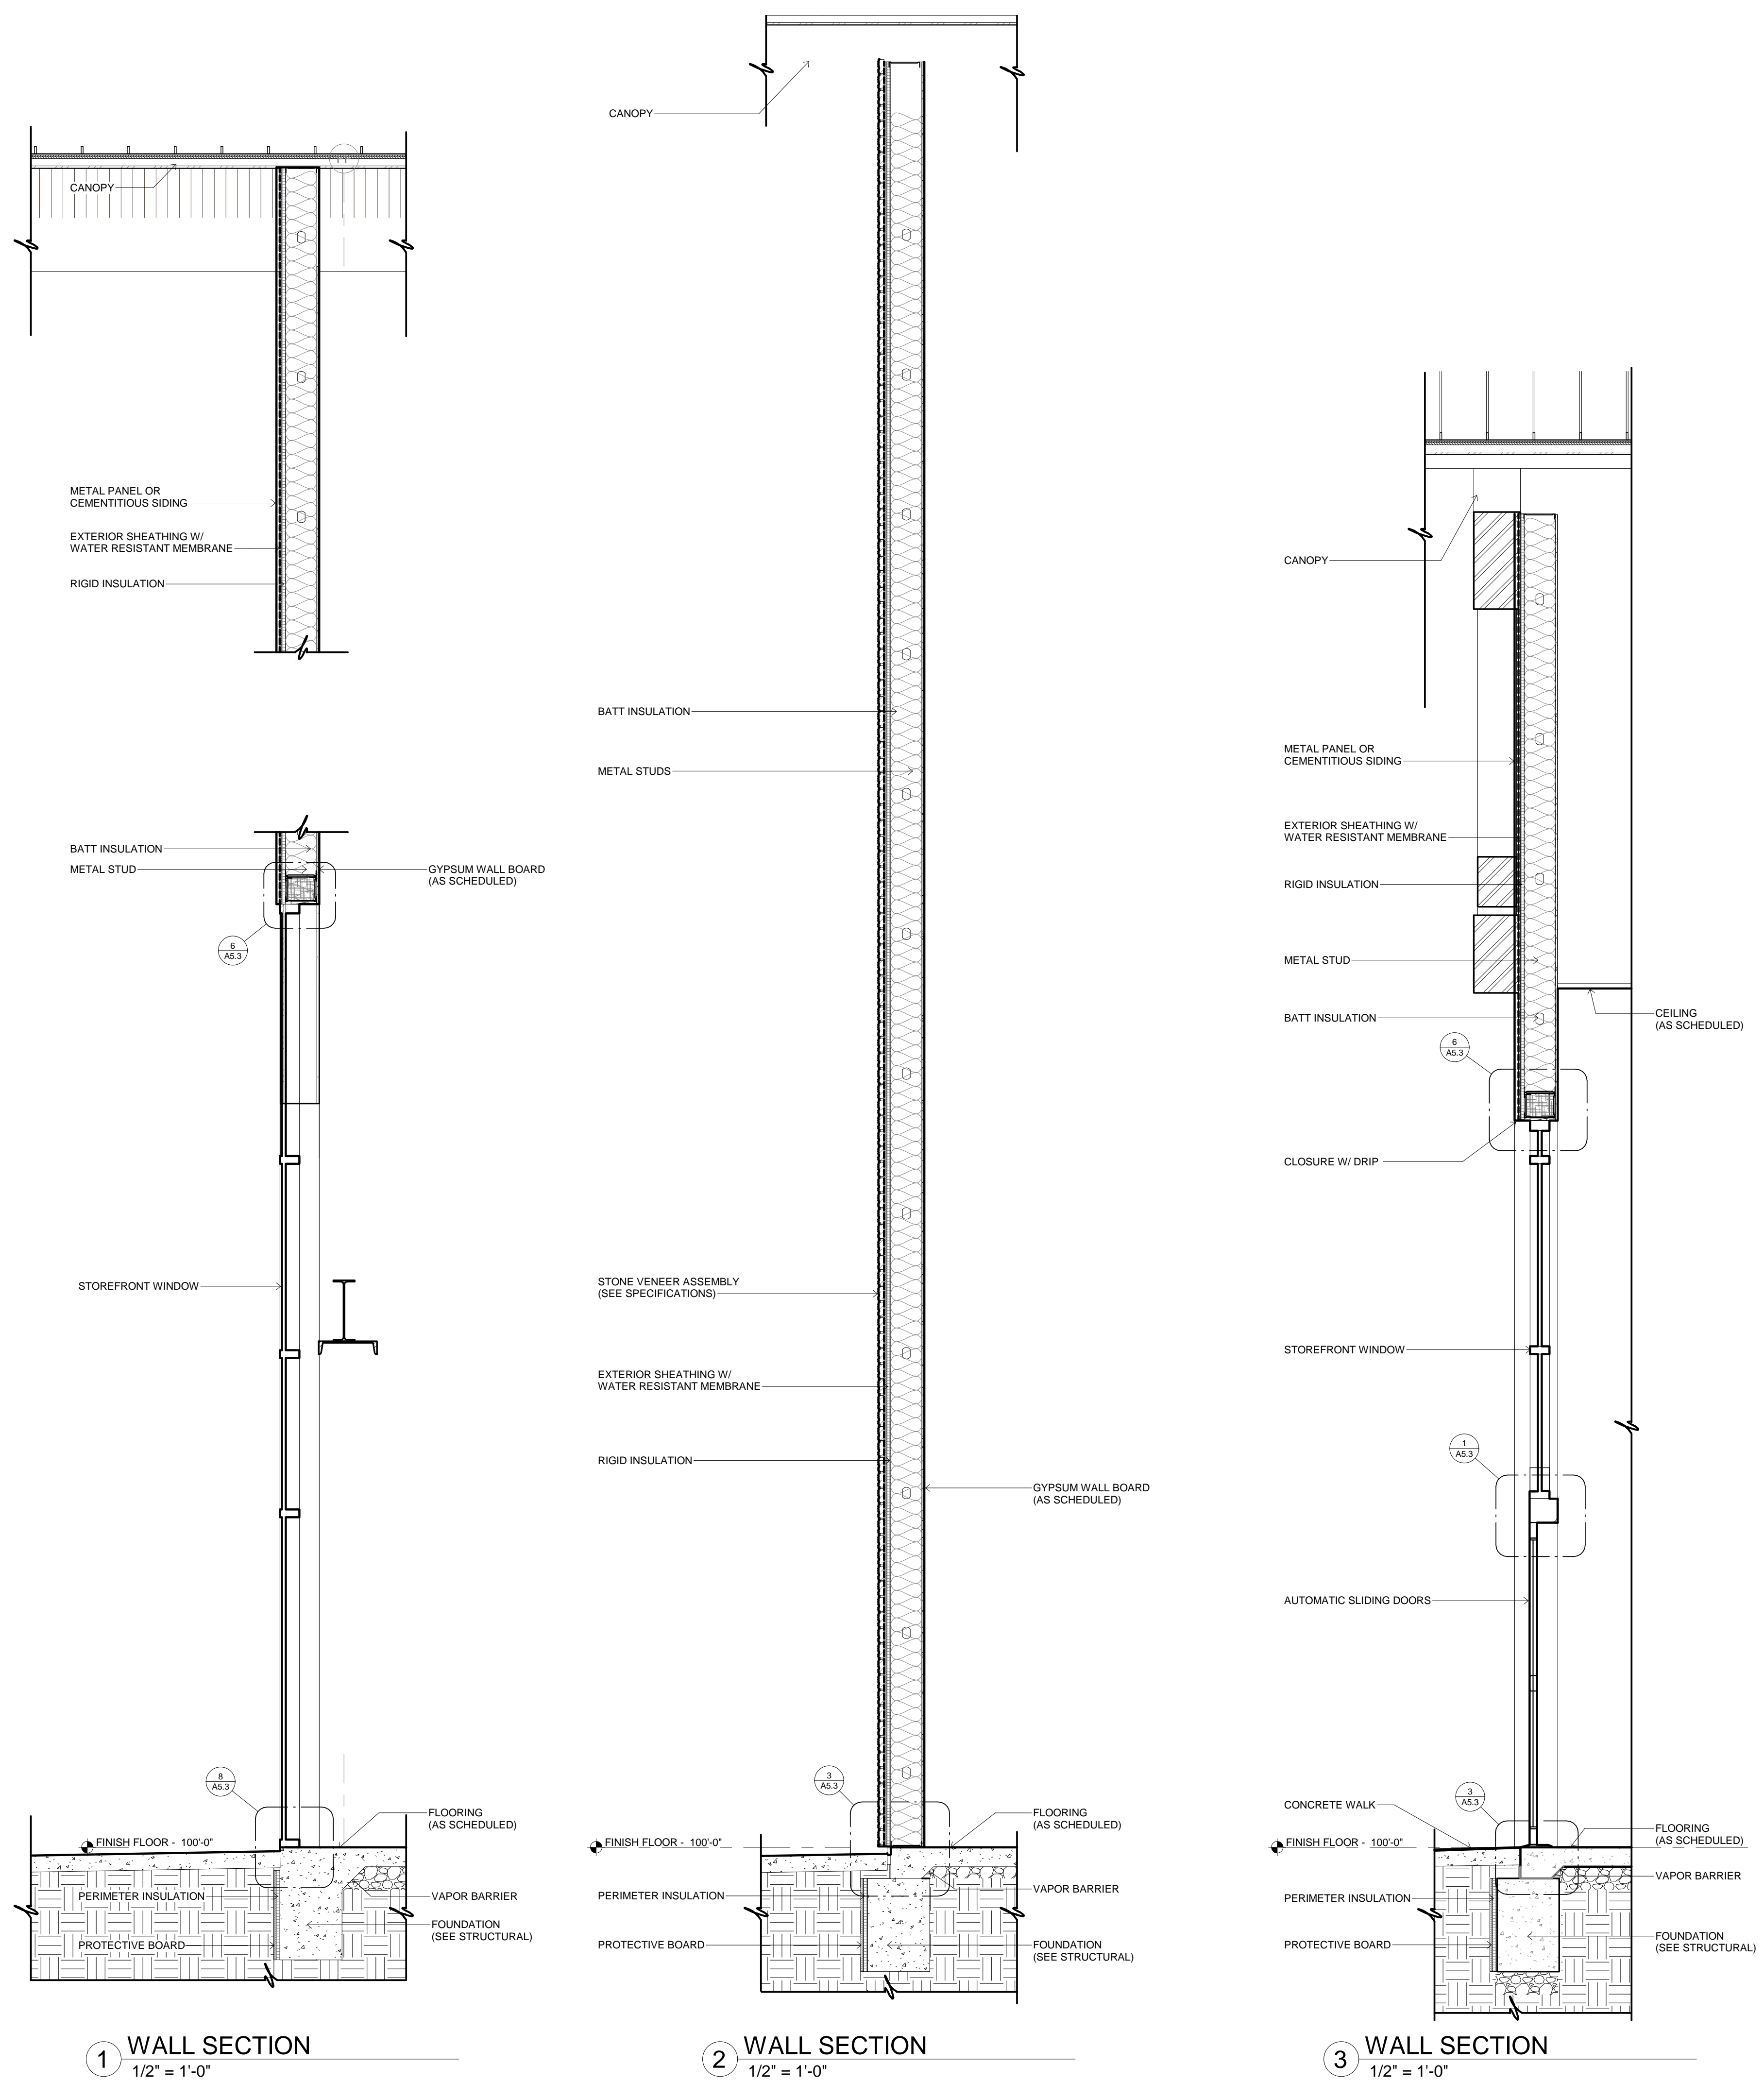 CANOPY
METAL PANEL OR
CEMENTITIOUS SIDING
EXTERIOR SHEATHING W/
WATER RESISTANT MEMBRANE
RIGID INSULATION
BATT INSULATION
METAL STUD
GYPSUM WALL BOARD
(AS SCHEDULED)
6
A5.3
STOREFRONT WINDOW
8
A5.3
FLOORING
(AS SCHEDULED)
FINISH FLOOR - 100'-0"
PERIMETER INSULATION
VAPOR BARRIER
FOUNDATION
(SEE STRUCTURAL)
PROTECTIVE BOARD
1
WALL SECTION
1/2" = 1'-0"
CANOPY
BATT INSULATION
METAL STUDS
STONE VENEER ASSEMBLY
(SEE SPECIFICATIONS)
EXTERIOR SHEATHING W/
WATER RESISTANT MEMBRANE
RIGID INSULATION
GYPSUM WALL BOARD
(AS SCHEDULED)
3
A5.3
FLOORING
(AS SCHEDULED)
FINISH FLOOR - 100'-0"
PERIMETER INSULATION
VAPOR BARRIER
PROTECTIVE BOARD
FOUNDATION
(SEE STRUCTURAL)
2
WALL SECTION
1/2" = 1'-0"
CANOPY
METAL PANEL OR
CEMENTITIOUS SIDING
EXTERIOR SHEATHING W/
WATER RESISTANT MEMBRANE
RIGID INSULATION
METAL STUD
BATT INSULATION
CEILING
(AS SCHEDULED)
6
A5.3
CLOSURE W/ DRIP
STOREFRONT WINDOW
1
A5.3
AUTOMATIC SLIDING DOORS
3
A5.3
CONCRETE WALK
FLOORING
(AS SCHEDULED)
FINISH FLOOR - 100'-0"
VAPOR BARRIER
PERIMETER INSULATION
FOUNDATION
(SEE STRUCTURAL)
PROTECTIVE BOARD
3
WALL SECTION
1/2" = 1'-0"